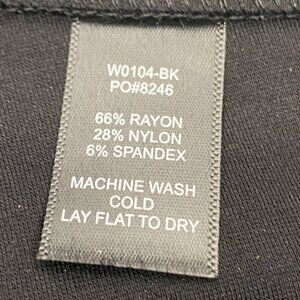 W0104-BK
PO#8246
66% RAYON
28% NYLON
6% SPANDEX
MACHINE WASH
COLD
LAY FLAT TO DRY